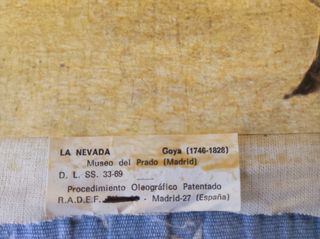 LA NEVADA Goya (1746-1828)
Museo del Prado (Madrid)
D. L. SS. 33-89
Procedimiento Oleográfico Patentado
R.A.D.E.F. - Madrid-27 (España)